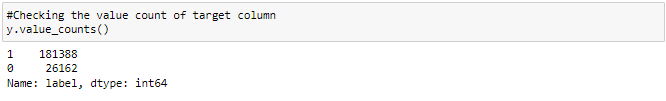 #Checking the value count of target column
y.value_counts()
1    181388
0     26162
Name: label, dtype: int64